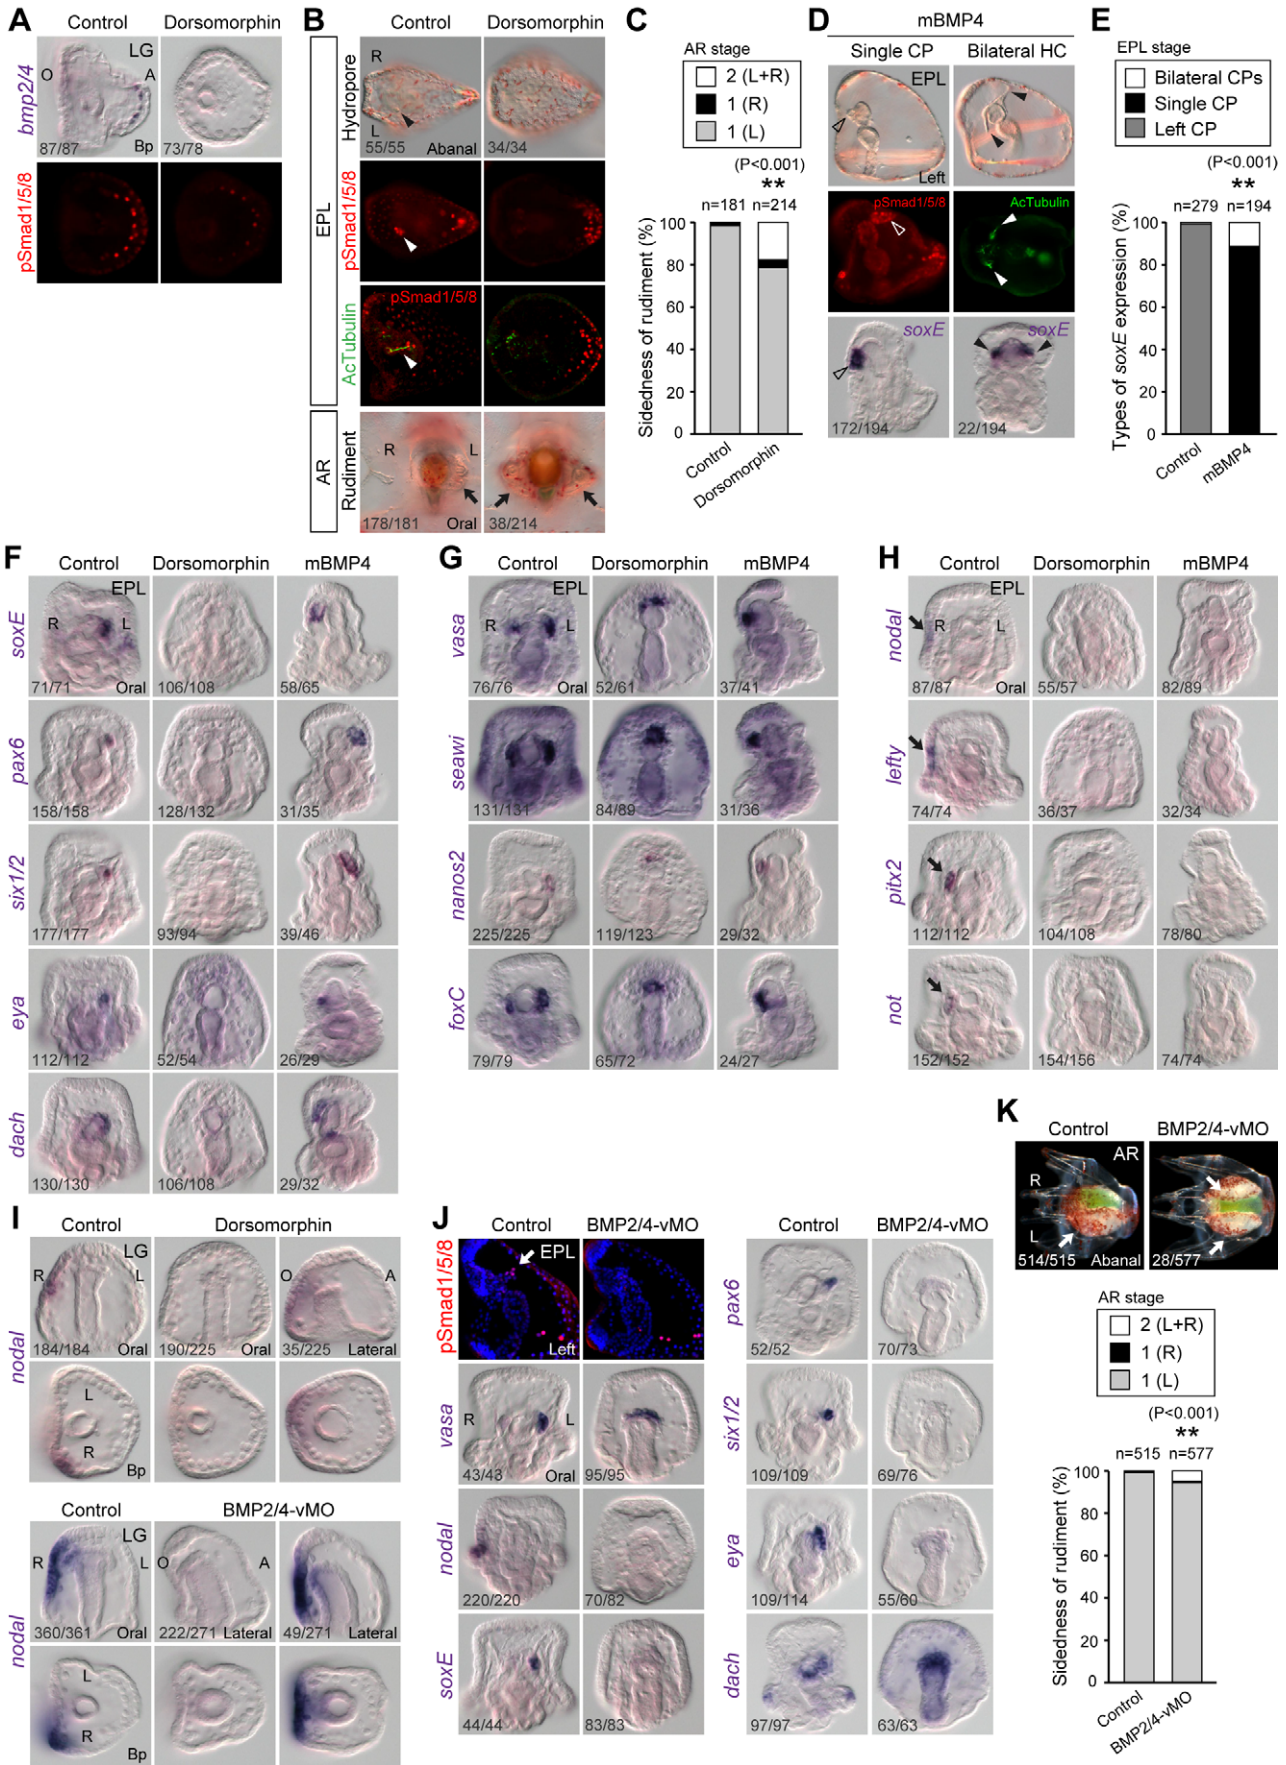 A
Control
Dorsomorphin
bmp2/4
LG
O
A
87/87
Bp
73/78
pSmad1/5/8
B
Control
Dorsomorphin
EPL
Hydropore
R
L
55/55
Abanal
34/34
pSmad1/5/8
AcTubulin
pSmad1/5/8
AR
Rudiment
R
L
178/181
Oral
38/214
C
AR stage
2 (L+R)
1 (R)
1 (L)
(P<0.001)
**
n=181
n=214
Sidedness of rudiment (%)
100
80
60
40
20
0
Control
Dorsomorphin
D
mBMP4
Single CP
Bilateral HC
EPL
Left
pSmad1/5/8
AcTubulin
soxE
soxE
172/194
22/194
E
EPL stage
Bilateral CPs
Single CP
Left CP
(P<0.001)
**
n=279
n=194
Types of soxE expression (%)
100
80
60
40
20
0
Control
mBMP4
F
Control
Dorsomorphin
mBMP4
soxE
EPL
R
L
71/71
Oral
106/108
58/65
pax6
158/158
128/132
31/35
six1/2
177/177
93/94
39/46
eya
112/112
52/54
26/29
dach
130/130
106/108
29/32
G
Control
Dorsomorphin
mBMP4
vasa
EPL
R
L
76/76
Oral
52/61
37/41
seawi
131/131
84/89
31/36
nanos2
225/225
119/123
29/32
foxC
79/79
65/72
24/27
H
Control
Dorsomorphin
mBMP4
nodal
EPL
R
L
87/87
Oral
55/57
82/89
lefty
74/74
36/37
32/34
pitx2
112/112
104/108
78/80
not
152/152
154/156
74/74
I
Control
Dorsomorphin
nodal
LG
R
L
O
A
184/184
Oral
190/225
Oral
35/225
Lateral
L
R
Bp
Control
BMP2/4-vMO
nodal
LG
R
L
O
A
360/361
Oral
222/271
Lateral
49/271
Lateral
L
R
Bp
J
Control
BMP2/4-vMO
pSmad1/5/8
EPL
Left
vasa
R
L
43/43
Oral
95/95
nodal
220/220
70/82
soxE
44/44
83/83
Control
BMP2/4-vMO
pax6
52/52
70/73
six1/2
109/109
69/76
eya
109/114
55/60
dach
97/97
63/63
K
Control
BMP2/4-vMO
AR
R
L
514/515
Abanal
28/577
AR stage
2 (L+R)
1 (R)
1 (L)
(P<0.001)
**
n=515
n=577
Sidedness of rudiment (%)
100
80
60
40
20
0
Control
BMP2/4-vMO